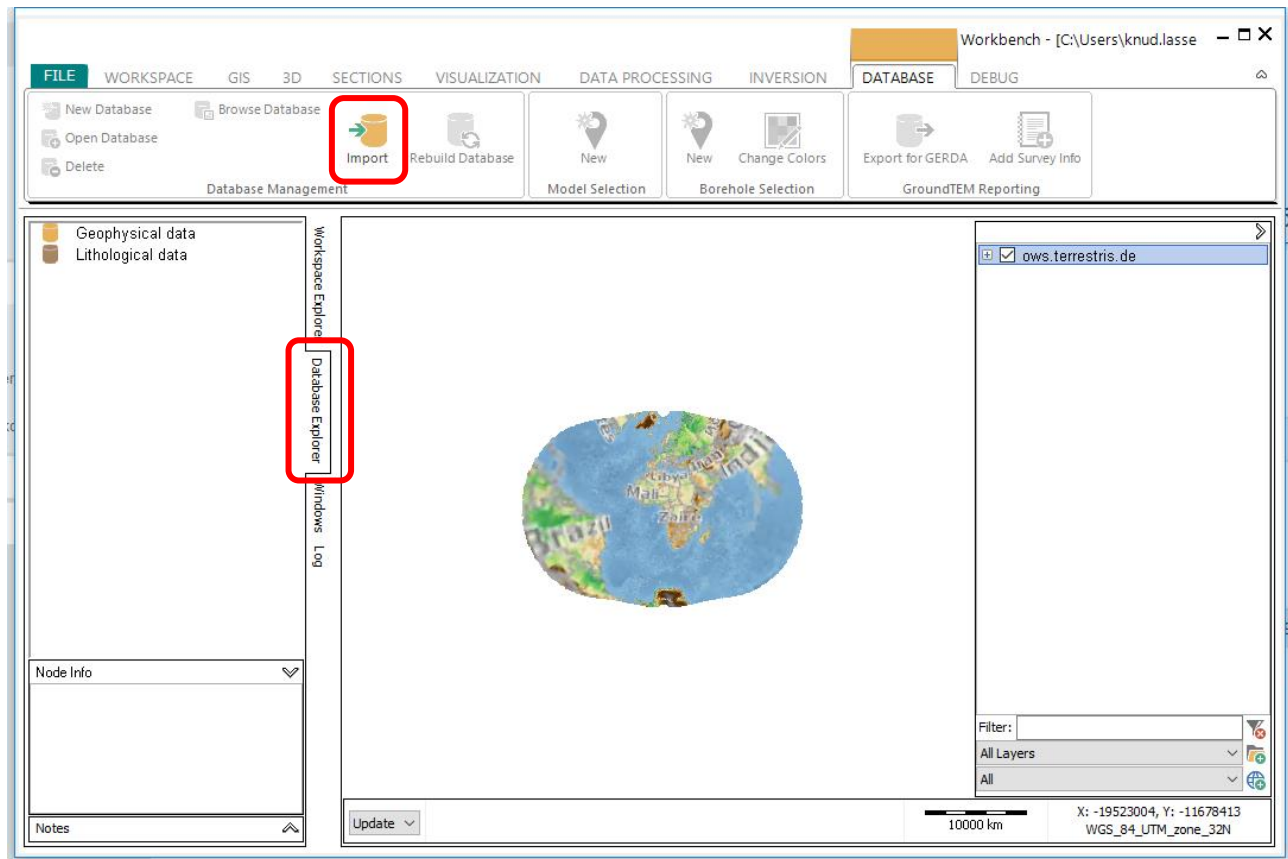 Workbench - [C:\Users\knud.lasse
FILE WORKSPACE GIS 3D SECTIONS VISUALIZATION DATA PROCESSING INVERSION DATABASE DEBUG
New Database Browse Database
Open Database
Delete
Import Rebuild Database
Database Management
New
Model Selection
New Change Colors
Borehole Selection
Export for GERDA Add Survey Info
GroundTEM Reporting
Geophysical data
Lithological data
Workspace Explorer
Database Explorer
Windows
Log
ows.terrestris.de
Libya
Mali
Zaire
Brazil
Node Info
Notes
Filter:
All Layers
All
Update
10000 km
X: -19523004, Y: -11678413
WGS_84_UTM_zone_32N